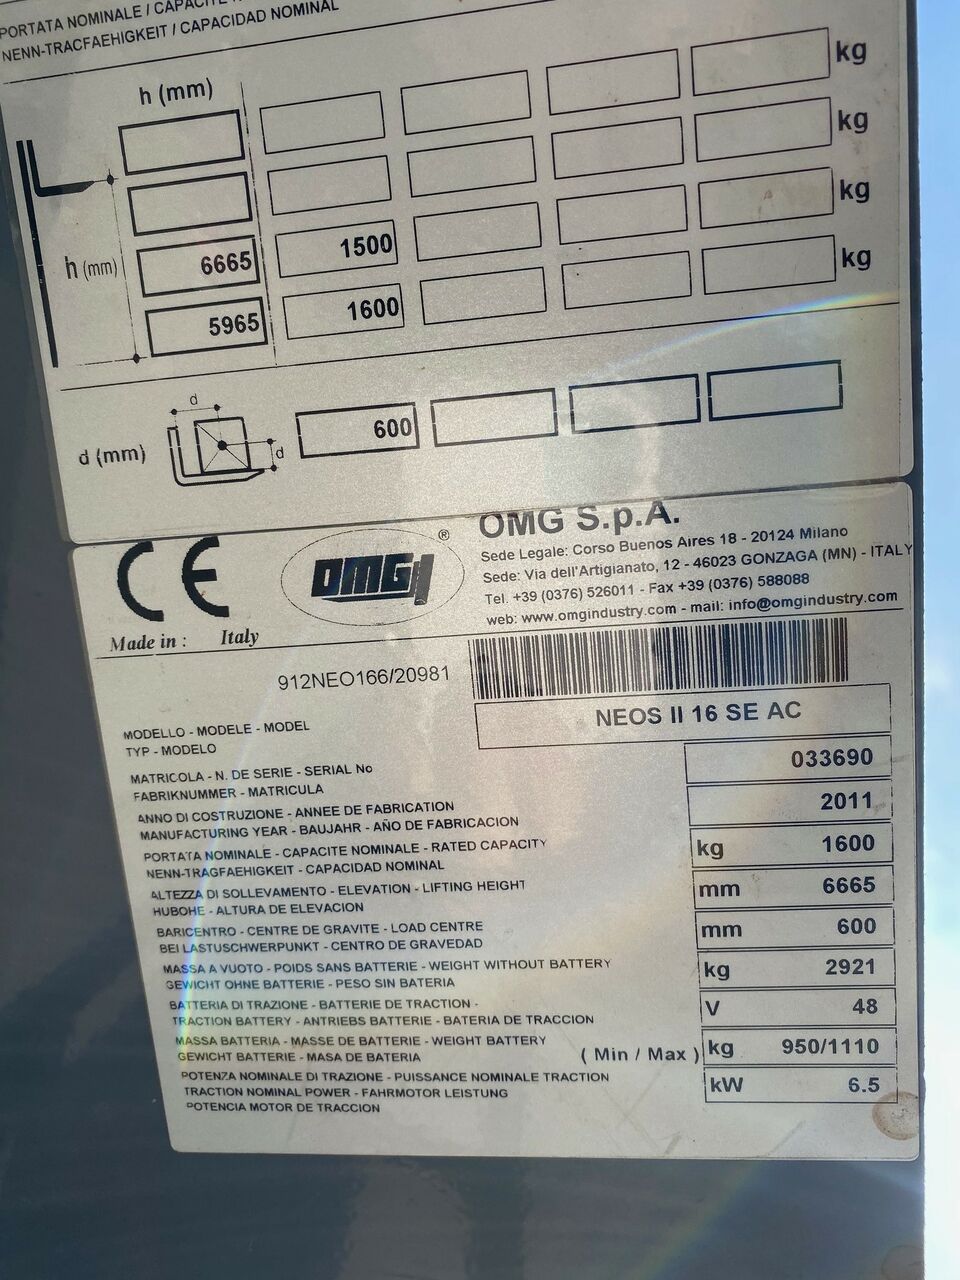 PORTATA NOMINALE / CAPACITE
NENN-TRACFAEHIGKEIT / CAPACIDAD NOMINAL
h (mm)
kg
kg
kg
h (mm) 6665 1500
kg
5965 1600
d
d
d (mm) 600
CE
OMG ®
OMG S.p.A.
Sede Legale: Corso Buenos Aires 18 - 20124 Milano
Sede: Via dell'Artigianato, 12 - 46023 GONZAGA (MN) - ITALY
Tel. +39 (0376) 526011 - Fax +39 (0376) 588088
web: www.omgindustry.com - mail: info@omgindustry.com
Made in : Italy
912NEO166/20981
MODELLO - MODELE - MODEL
TYP - MODELO
NEOS II 16 SE AC
MATRICOLA - N. DE SERIE - SERIAL No
FABRIKNUMMER - MATRICULA
033690
ANNO DI COSTRUZIONE - ANNEE DE FABRICATION
MANUFACTURING YEAR - BAUJAHR - AÑO DE FABRICACION
2011
PORTATA NOMINALE - CAPACITE NOMINALE - RATED CAPACITY
NENN-TRAGFAEHIGKEIT - CAPACIDAD NOMINAL
kg 1600
ALTEZZA DI SOLLEVAMENTO - ELEVATION - LIFTING HEIGHT
HUBOHE - ALTURA DE ELEVACION
mm 6665
BARICENTRO - CENTRE DE GRAVITE - LOAD CENTRE
BEI LASTUSCHWERPUNKT - CENTRO DE GRAVEDAD
mm 600
MASSA A VUOTO - POIDS SANS BATTERIE - WEIGHT WITHOUT BATTERY
GEWICHT OHNE BATTERIE - PESO SIN BATERIA
kg 2921
BATTERIA DI TRAZIONE - BATTERIE DE TRACTION -
TRACTION BATTERY - ANTRIEBS BATTERIE - BATERIA DE TRACCION
V 48
MASSA BATTERIA - MASSE DE BATTERIE - WEIGHT BATTERY
GEWICHT BATTERIE - MASA DE BATERIA
( Min / Max ) kg 950/1110
POTENZA NOMINALE DI TRAZIONE - PUISSANCE NOMINALE TRACTION
TRACTION NOMINAL POWER - FAHRMOTOR LEISTUNG
POTENCIA MOTOR DE TRACCION
kW 6.5